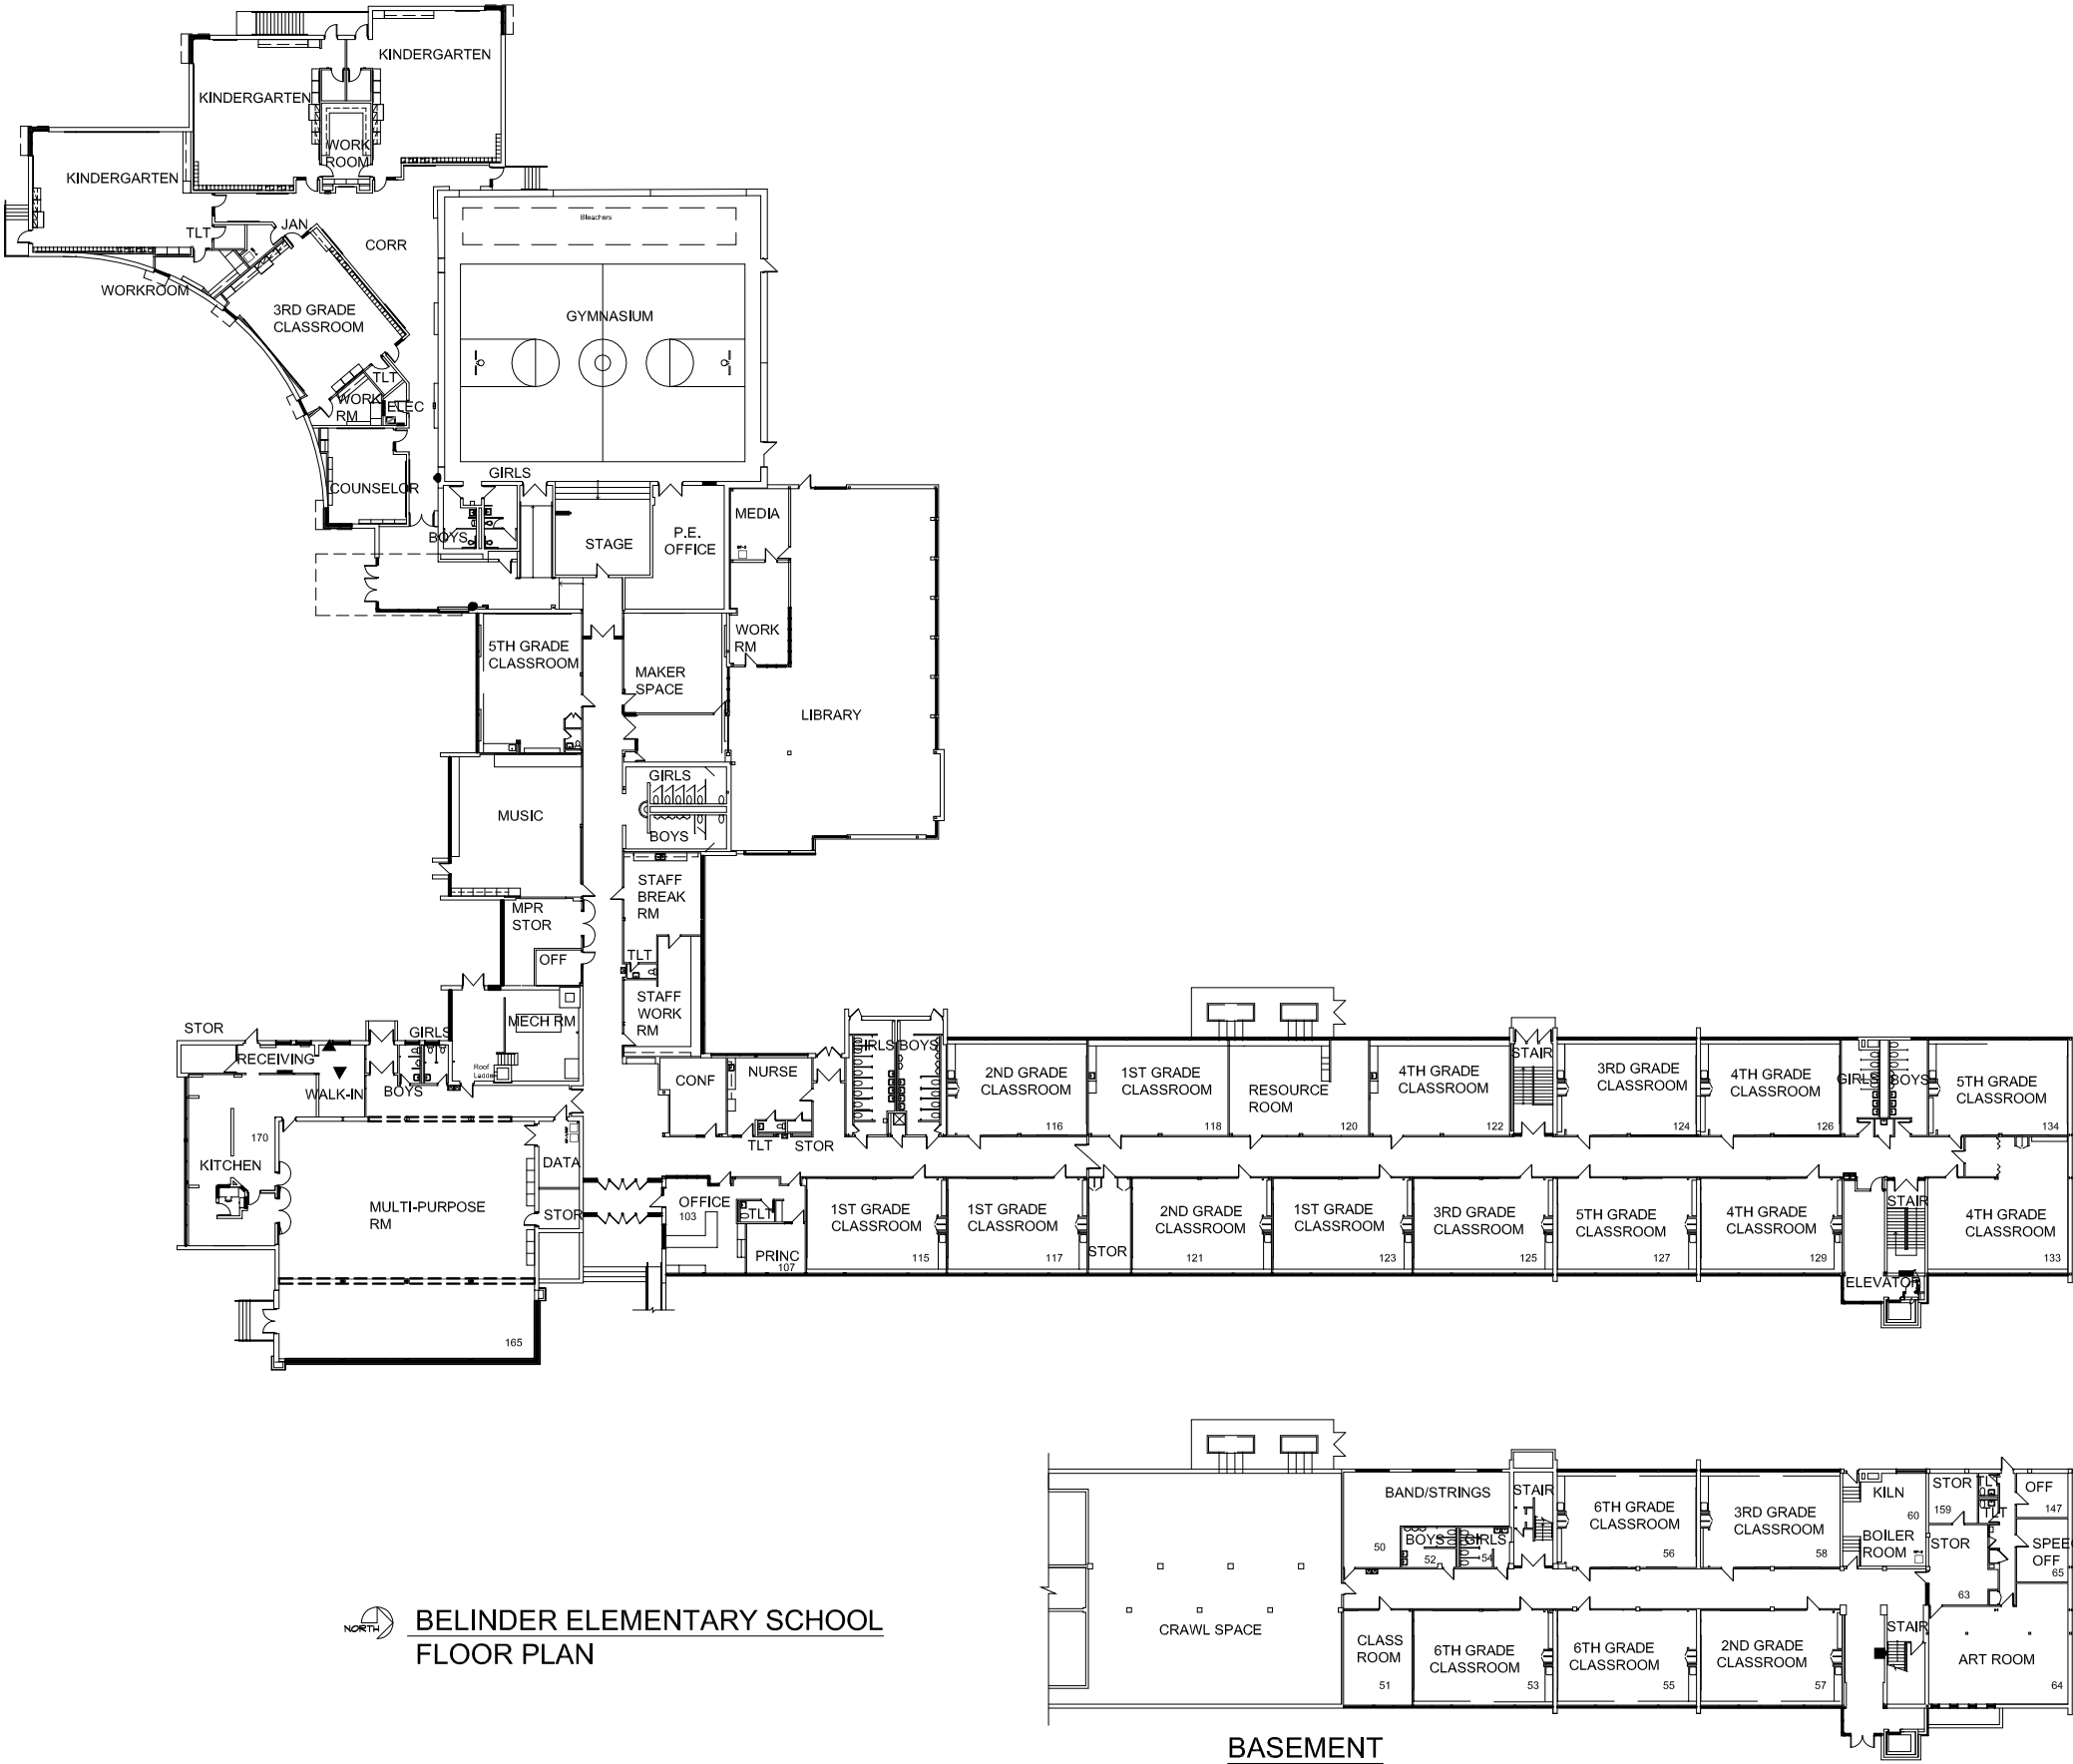 KINDERGARTEN
KINDERGARTEN
WORK
ROOM
KINDERGARTEN
TLT
JAN
CORR
Bleachers
WORKROOM
3RD GRADE
CLASSROOM
GYMNASIUM
TLT
WORK
RM
ELEC
GIRLS
COUNSELOR
BOYS
STAGE
P.E.
OFFICE
MEDIA
5TH GRADE
CLASSROOM
MAKER
SPACE
WORK
RM
LIBRARY
MUSIC
GIRLS
BOYS
MPR
STOR
OFF
STAFF
BREAK
RM
TLT
STAFF
WORK
RM
MECH RM
Roof
Ladder
STOR
RECEIVING
WALK-IN
GIRLS
BOYS
170
KITCHEN
MULTI-PURPOSE
RM
DATA
STOR
165
CONF
NURSE
TLT
STOR
GIRLS
BOYS
2ND GRADE
CLASSROOM
116
1ST GRADE
CLASSROOM
118
RESOURCE
ROOM
120
4TH GRADE
CLASSROOM
122
STAIR
3RD GRADE
CLASSROOM
124
4TH GRADE
CLASSROOM
126
GIRLS
BOYS
5TH GRADE
CLASSROOM
134
OFFICE
103
TLT
PRINC
107
1ST GRADE
CLASSROOM
115
1ST GRADE
CLASSROOM
117
STOR
2ND GRADE
CLASSROOM
121
1ST GRADE
CLASSROOM
123
3RD GRADE
CLASSROOM
125
5TH GRADE
CLASSROOM
127
4TH GRADE
CLASSROOM
129
STAIR
ELEVATOR
4TH GRADE
CLASSROOM
133
BAND/STRINGS
50
BOYS
52
GIRLS
54
STAIR
6TH GRADE
CLASSROOM
56
3RD GRADE
CLASSROOM
58
KILN
60
BOILER
ROOM
STOR
159
TLT
OFF
147
STOR
63
SPEE
OFF
65
CRAWL SPACE
CLASS
ROOM
51
6TH GRADE
CLASSROOM
53
6TH GRADE
CLASSROOM
55
2ND GRADE
CLASSROOM
57
STAIR
ART ROOM
64
NORTH
BELINDER ELEMENTARY SCHOOL
FLOOR PLAN
BASEMENT